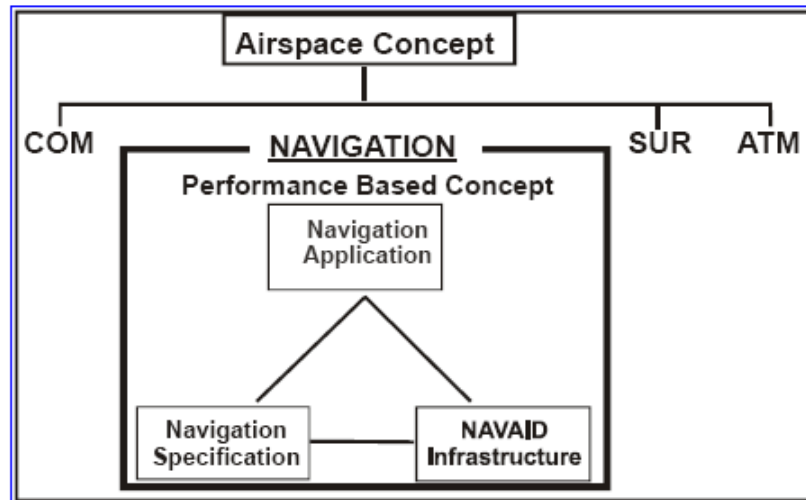 Airspace Concept
COM
NAVIGATION
SUR
ATM
Performance Based Concept
Navigation
Application
Navigation
Specification
NAVAID
Infrastructure